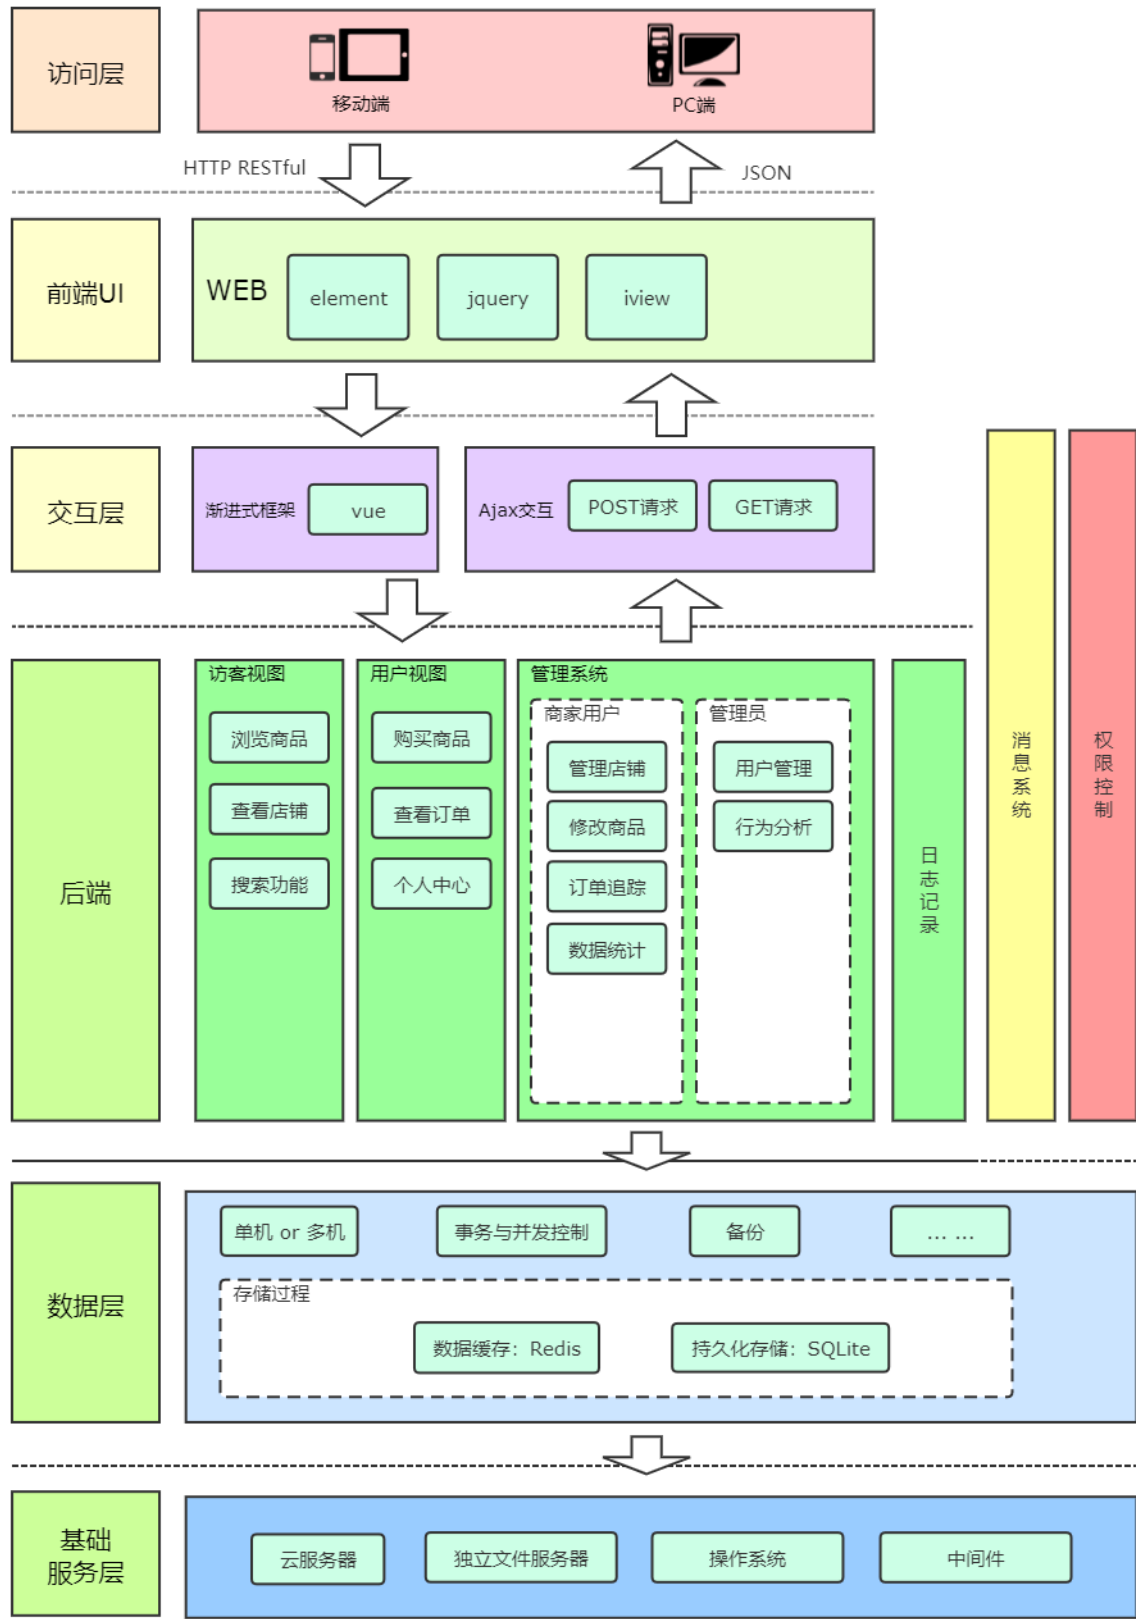 访问层
移动端
PC端
HTTP RESTful
JSON
前端UI
WEB
element
jquery
iview
交互层
渐进式框架
vue
Ajax交互
POST请求
GET请求
后端
访客视图
浏览商品
查看店铺
搜索功能
用户视图
购买商品
查看订单
个人中心
管理系统
商家用户
管理店铺
修改商品
订单追踪
数据统计
管理员
用户管理
行为分析
日志记录
消息系统
权限控制
数据层
单机 or 多机
事务与并发控制
备份
... ...
存储过程
数据缓存：Redis
持久化存储：SQLite
基础
服务层
云服务器
独立文件服务器
操作系统
中间件